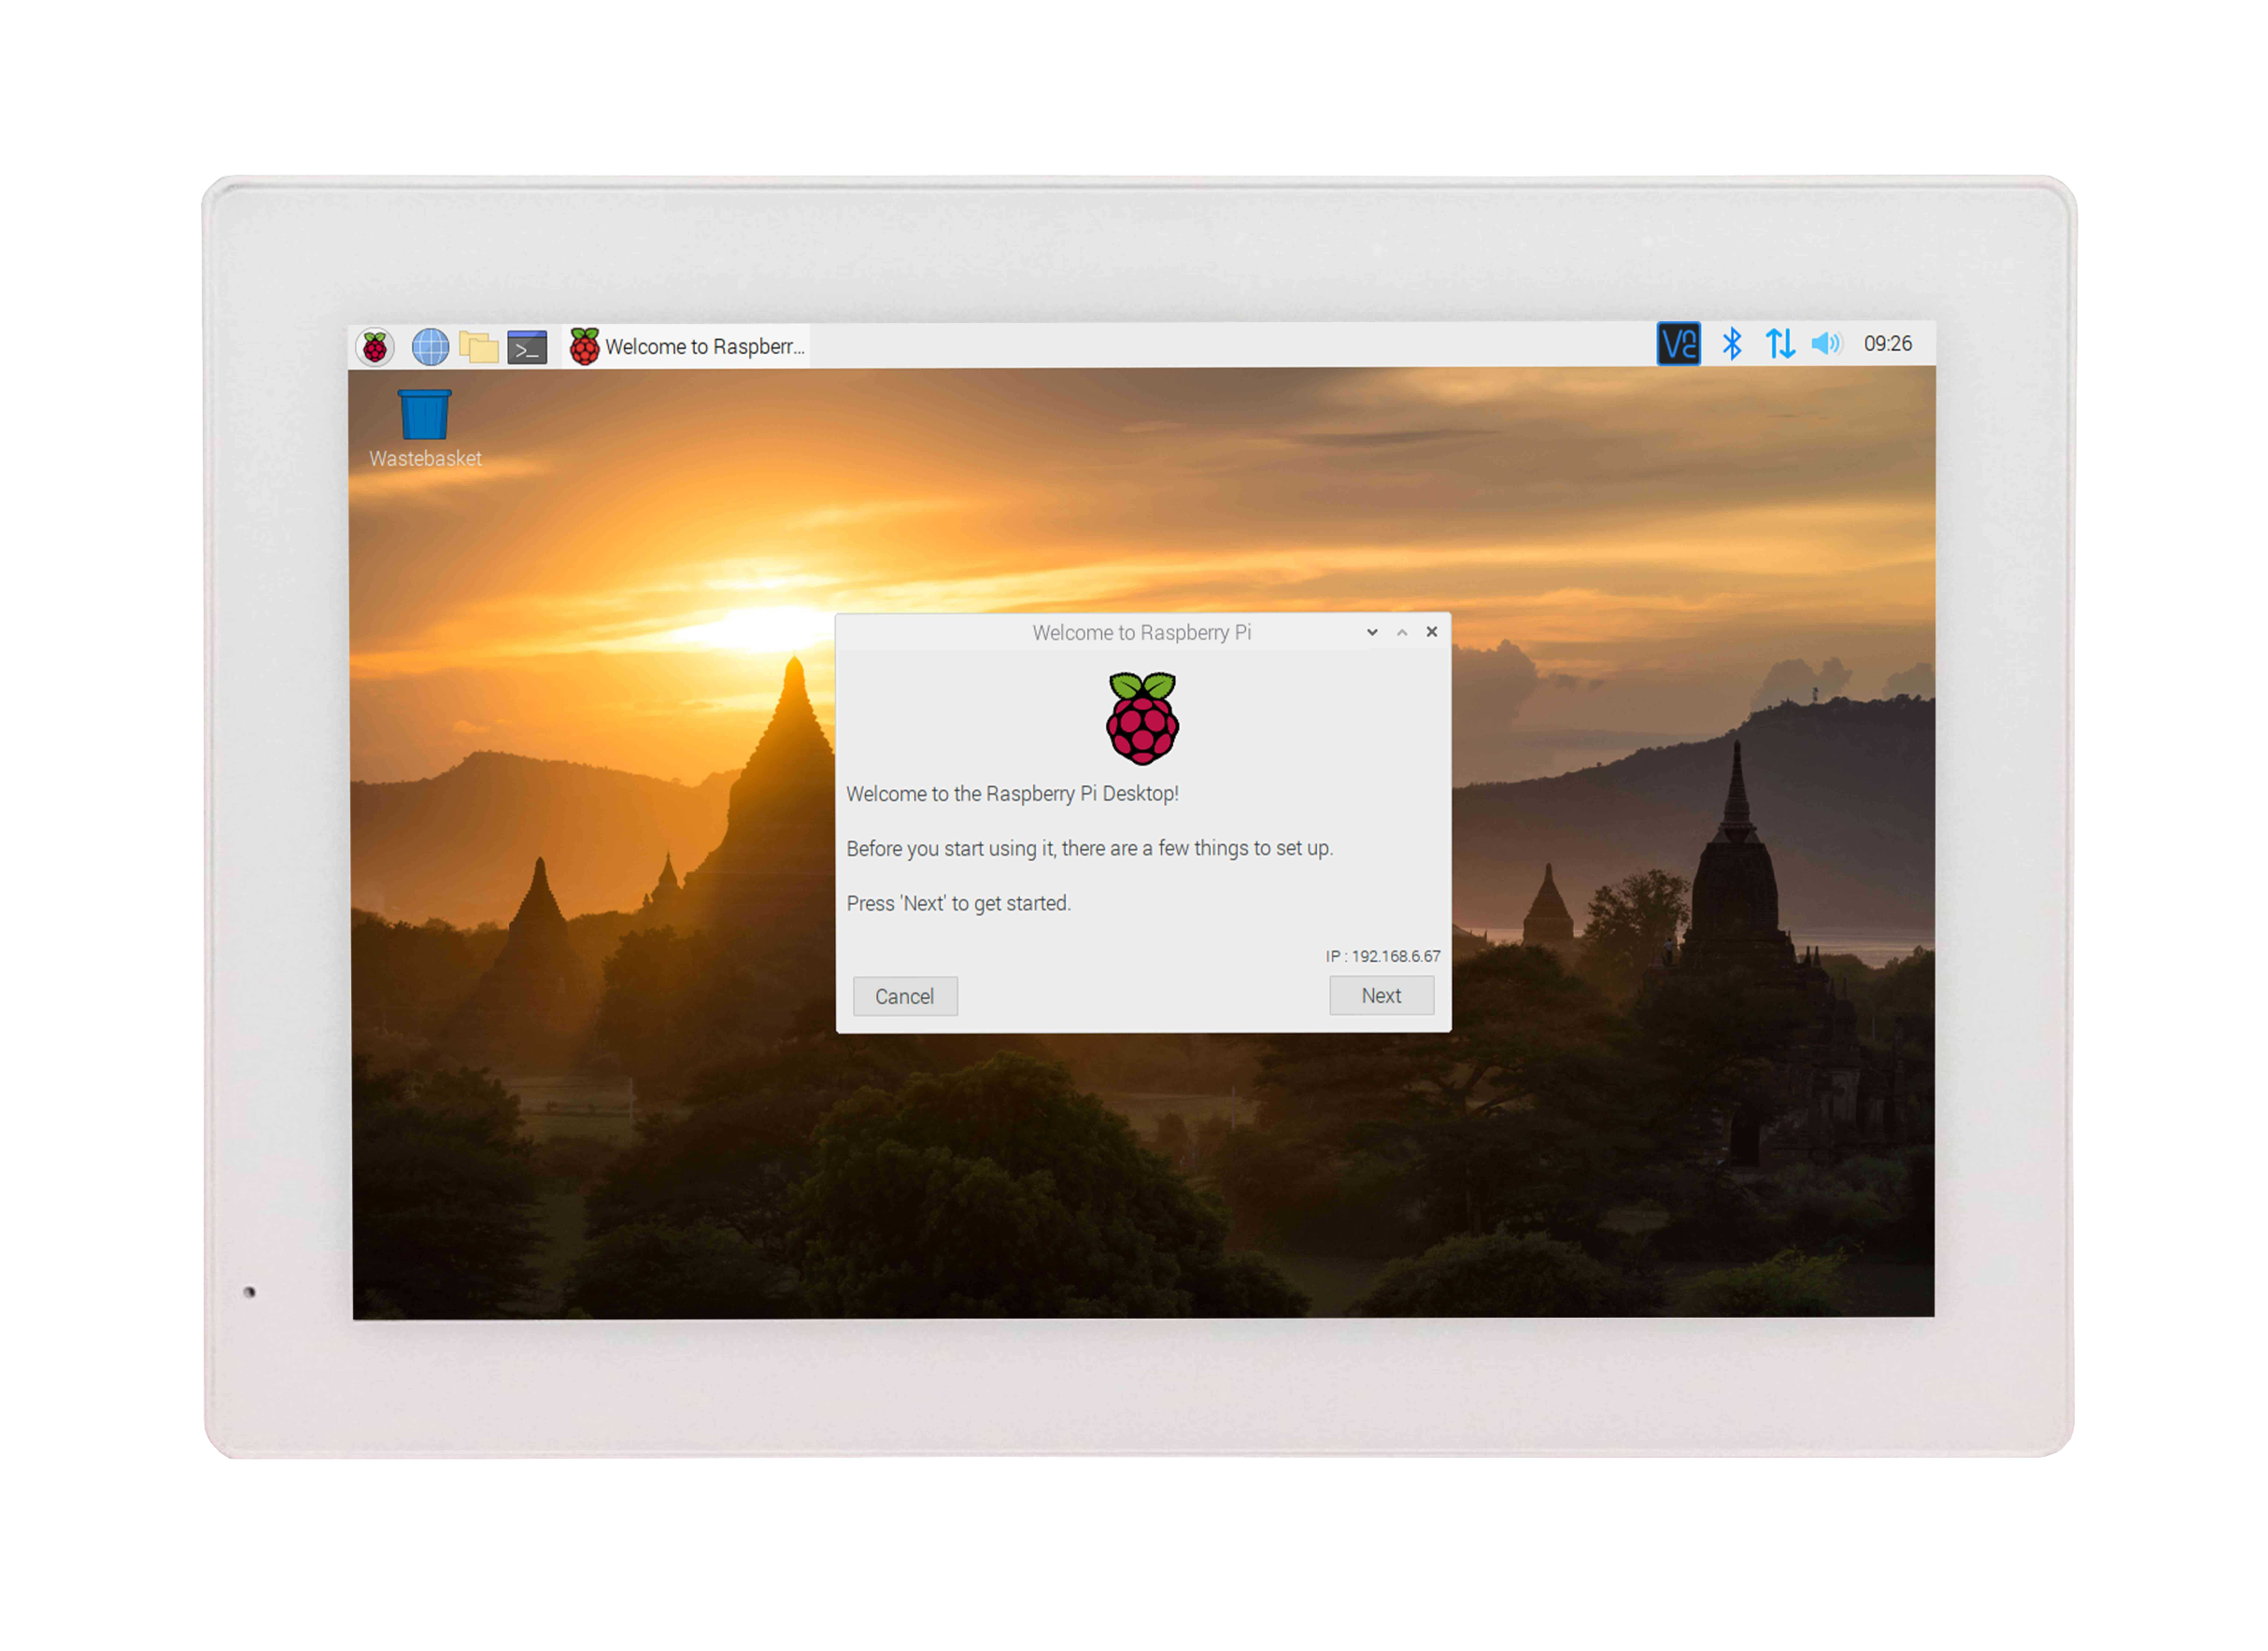 Welcome to Raspberr...
09:26
Wastebasket
Welcome to Raspberry Pi
Welcome to the Raspberry Pi Desktop!
Before you start using it, there are a few things to set up.
Press 'Next' to get started.
IP : 192.168.6.67
Cancel
Next